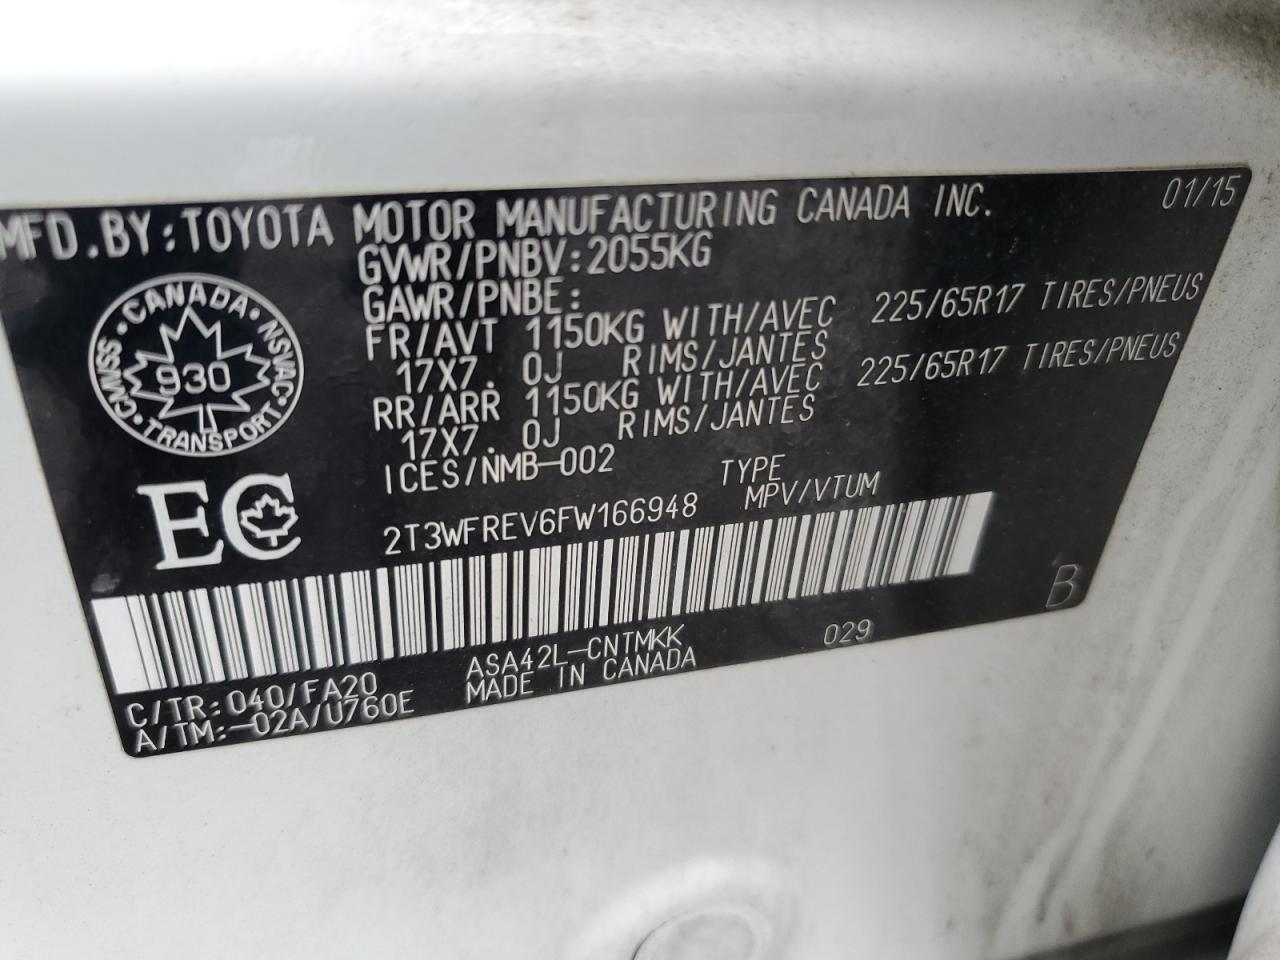 MFD.BY:TOYOTA MOTOR MANUFACTURING CANADA INC. 01/15
GVWR/PNBV:2055KG
GAWR/PNBE:
FR/AVT 1150KG WITH/AVEC 225/65R17 TIRES/PNEUS
17X7.0J RIMS/JANTES
RR/ARR 1150KG WITH/AVEC 225/65R17 TIRES/PNEUS
17X7.0J RIMS/JANTES
ICES/NMB-002
CANADA
NSVAC
TRANSPORT
CMVSS
930
EC
TYPE
2T3WFREV6FW166948 MPV/VTUM
B
C/TR:040/FA20 ASA42L-CNTMKK 029
A/TM:-02A/U760E MADE IN CANADA